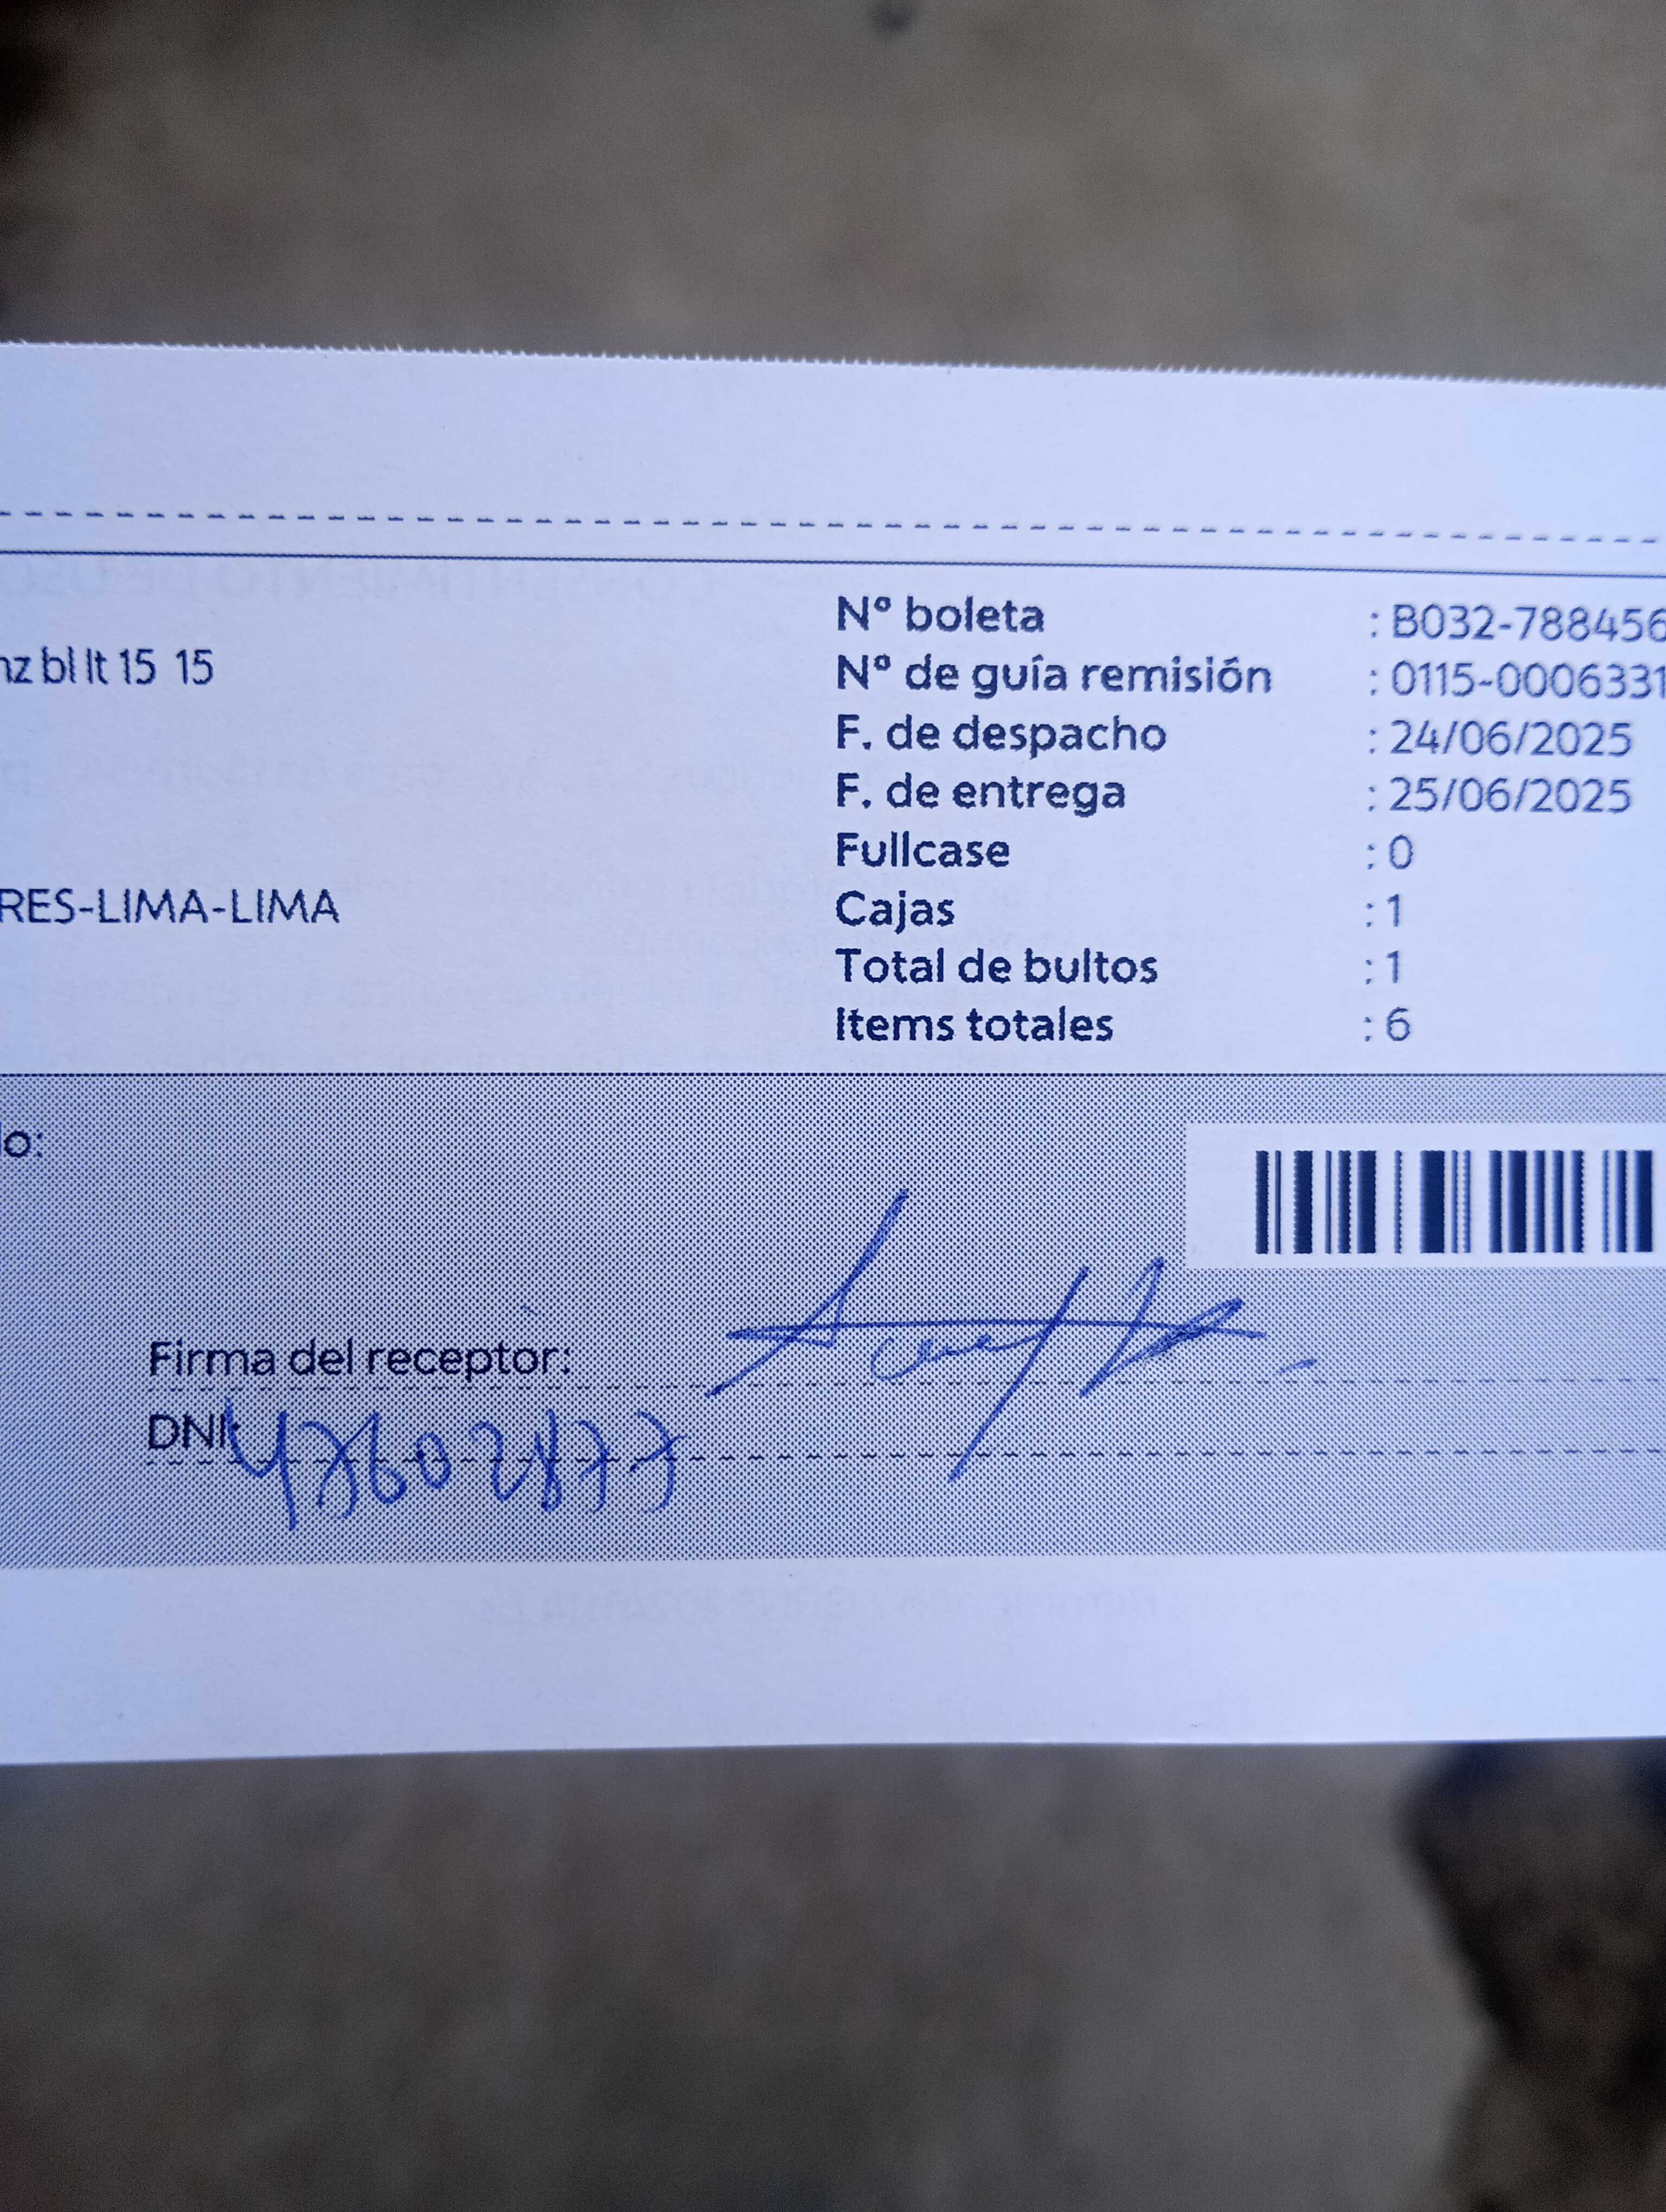 Nº boleta : B032-788456
nz bl lt 15 15
Nº de guía remisión : 0115-0006331
F. de despacho : 24/06/2025
F. de entrega : 25/06/2025
Fullcase : 0
RES-LIMA-LIMA
Cajas : 1
Total de bultos : 1
Items totales : 6
lo:
Firma del receptor:
DNI: 47602877